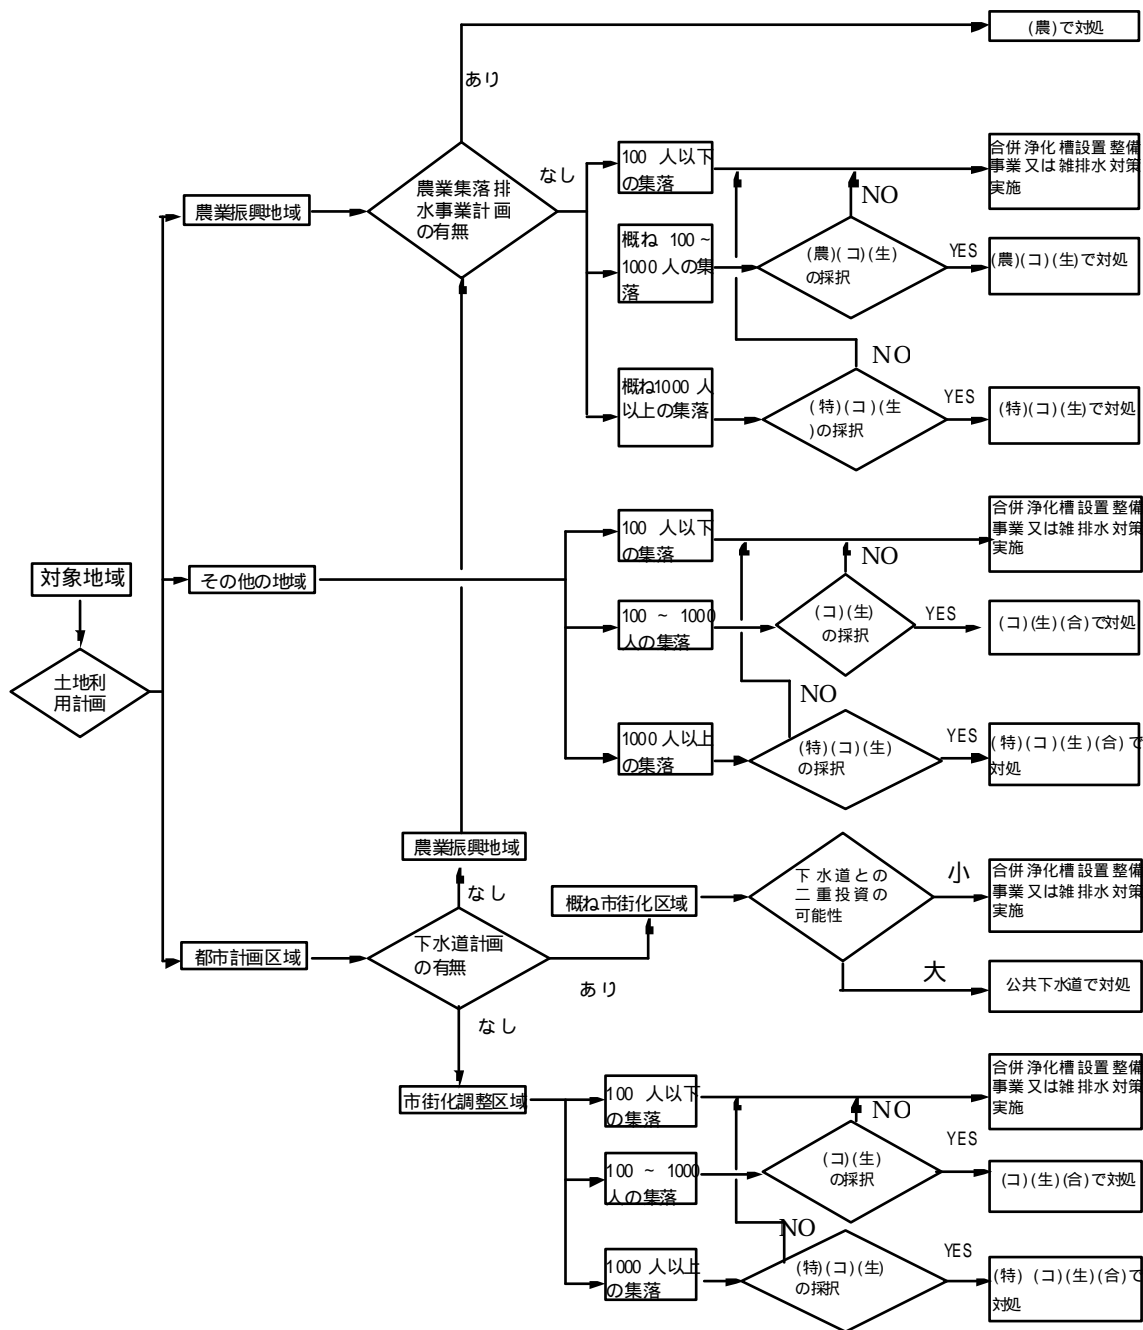 (農)で対処
あり
100 人以下
の集落
合併浄化槽設置整備
事業又は雑排水対策
実施
なし
農業集落排
水事業計画
の有無
農業振興地域
NO
概ね 100 ~
1000 人の集
落
(農)(コ)(生)
の採択
YES
(農)(コ)(生)で対処
NO
概ね1000 人
以上の集落
(特)(コ)(生
)の採択
YES
(特)(コ)(生)で対処
100 人以下
の集落
合併浄化槽設置整備
事業又は雑排水対策
実施
NO
対象地域
その他の地域
100 ~ 1000
人の集落
(コ)(生)
の採択
YES
(コ)(生)(合)で対処
土地利
用計画
NO
1000 人以上
の集落
(特)(コ)(生)
の採択
YES
(特)(コ)(生)(合)で
対処
農業振興地域
なし
概ね市街化区域
下水道との
二重投資の
可能性
小
合併浄化槽設置整備
事業又は雑排水対策
実施
都市計画区域
下水道計画
の有無
あり
大
公共下水道で対処
なし
市街化調整区域
100 人以下
の集落
合併浄化槽設置整備
事業又は雑排水対策
実施
NO
100 ~ 1000
人の集落
(コ)(生)
の採択
YES
(コ)(生)(合)で対処
NO
1000 人以上
の集落
(特)(コ)(生)
の採択
YES
(特) (コ)(生)(合)で
対処